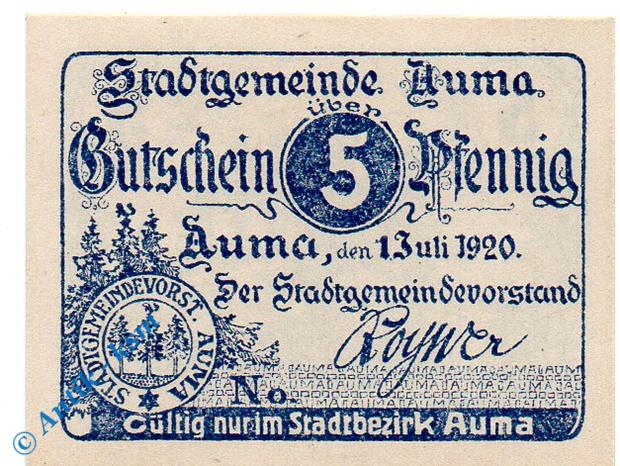 Stadtgemeinde Auma.
über
Gutschein 5 Pfennig
Auma, den 1. Juli 1920.
Der Stadtgemeindevorstand
STADTGEMEINDEVORST AUMA
No.
Gültig nur im Stadtbezirk Auma